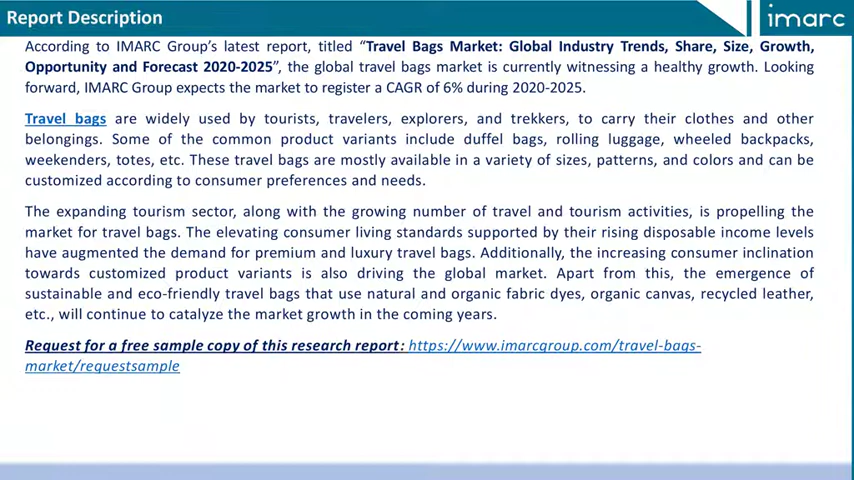 Report Description
imarc
According to IMARC Group's latest report, titled “Travel Bags Market: Global Industry Trends, Share, Size, Growth,
Opportunity and Forecast 2020-2025”, the global travel bags market is currently witnessing a healthy growth. Looking
forward, IMARC Group expects the market to register a CAGR of 6% during 2020-2025.
Travel bags are widely used by tourists, travelers, explorers, and trekkers, to carry their clothes and other
belongings. Some of the common product variants include duffel bags, rolling luggage, wheeled backpacks,
weekenders, totes, etc. These travel bags are mostly available in a variety of sizes, patterns, and colors and can be
customized according to consumer preferences and needs.
The expanding tourism sector, along with the growing number of travel and tourism activities, is propelling the
market for travel bags. The elevating consumer living standards supported by their rising disposable income levels
have augmented the demand for premium and luxury travel bags. Additionally, the increasing consumer inclination
towards customized product variants is also driving the global market. Apart from this, the emergence of
sustainable and eco-friendly travel bags that use natural and organic fabric dyes, organic canvas, recycled leather,
etc., will continue to catalyze the market growth in the coming years.
Request for a free sample copy of this research report: https://www.imarcgroup.com/travel-bags-
market/requestsample